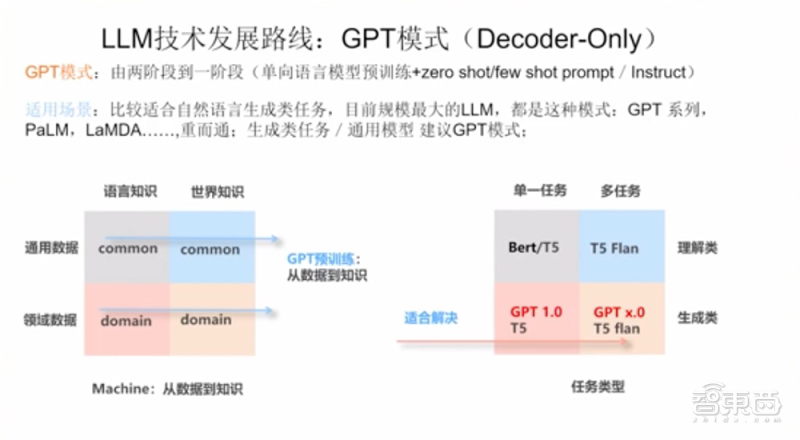 LLM技术发展路线：GPT模式（Decoder-Only）
GPT模式：由两阶段到一阶段（单向语言模型预训练+zero shot/few shot prompt / Instruct）
适用场景：比较适合自然语言生成类任务，目前规模最大的LLM，都是这种模式：GPT 系列，
PaLM，LaMDA……,重而通；生成类任务 / 通用模型 建议GPT模式；
语言知识 世界知识
通用数据 common common
GPT预训练：
从数据到知识
领域数据 domain domain
Machine：从数据到知识
单一任务 多任务
Bert/T5 T5 Flan 理解类
适合解决
GPT 1.0 GPT x.0 生成类
T5 T5 flan
任务类型
智東西
zhidx.com